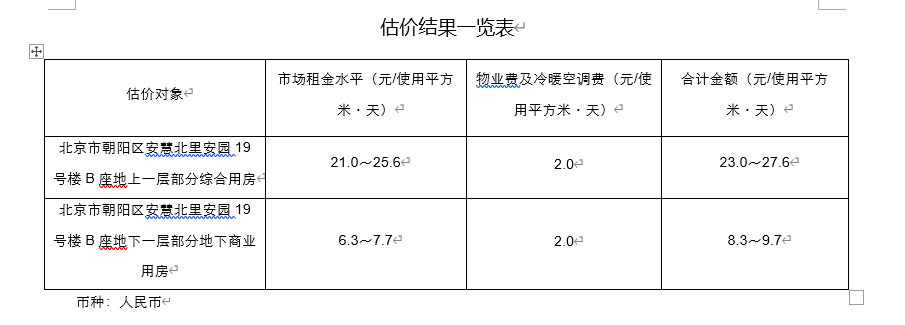 估价结果一览表
估价对象
市场租金水平（元/使用平方
米·天）
物业费及冷暖空调费（元/使
用平方米·天）
合计金额（元/使用平方
米·天）
北京市朝阳区安慧北里安园 19
号楼 B 座地上一层部分综合用房
21.0～25.6
2.0
23.0～27.6
北京市朝阳区安慧北里安园 19
号楼 B 座地下一层部分地下商业
用房
6.3～7.7
2.0
8.3～9.7
币种：人民币